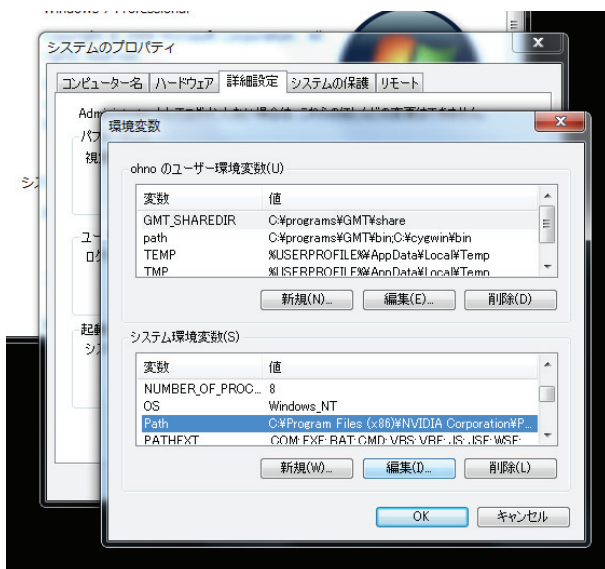 システムのプロパティ
コンピューター名 ハードウェア 詳細設定 システムの保護 リモート
環境変数
ohno のユーザー環境変数(U)
変数 値
GMT_SHAREDIR C:¥programs¥GMT¥share
path C:¥programs¥GMT¥bin;C:¥cygwin¥bin
TEMP %USERPROFILE%¥AppData¥Local¥Temp
TMP %USERPROFILE%¥AppData¥Local¥Temp
新規(N)... 編集(E)... 削除(D)
システム環境変数(S)
変数 値
NUMBER_OF_PROC... 8
OS Windows_NT
Path C:¥Program Files (x86)¥NVIDIA Corporation¥P...
PATHEXT .COM;.EXE;.BAT;.CMD;.VBS;.VBE;.JS;.JSE;.WSF;
新規(W)... 編集(I)... 削除(L)
OK キャンセル